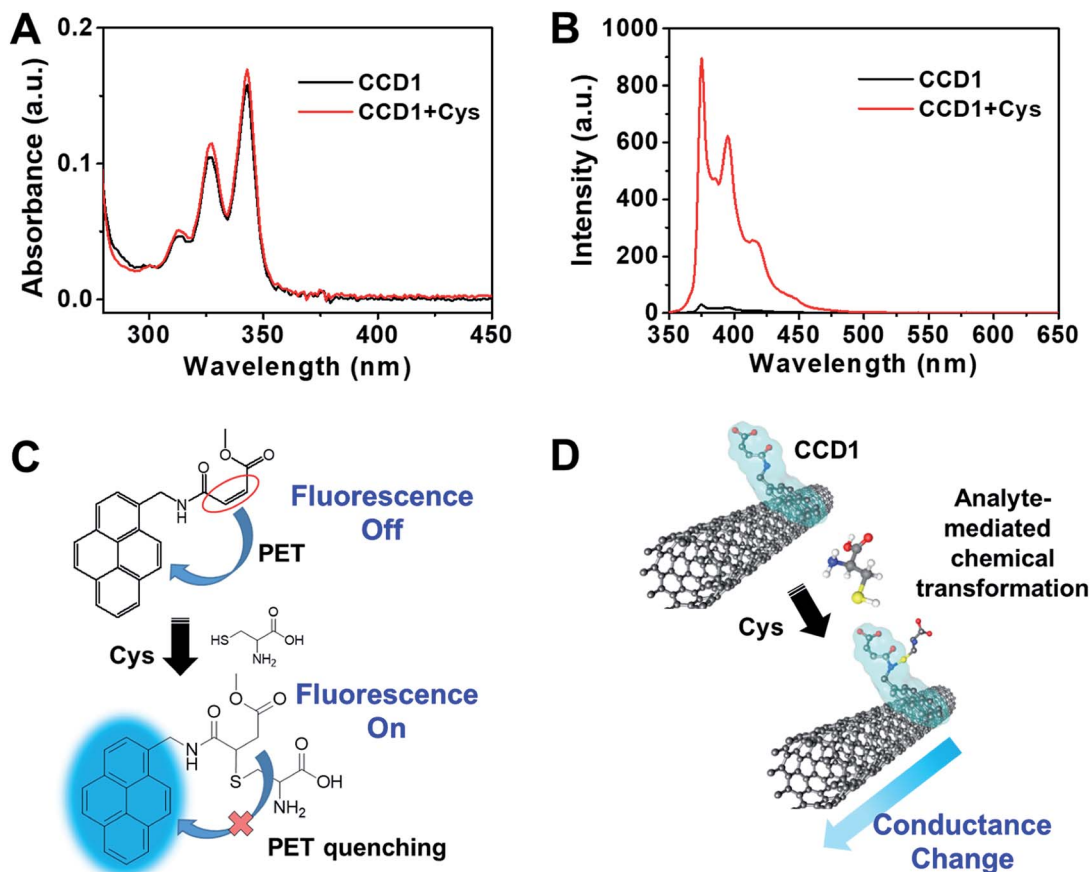 A
0.2
0.1
0.0
Absorbance (a.u.)
CCD1
CCD1+Cys
300
350
400
450
Wavelength (nm)
B
1000
800
600
400
200
0
Intensity (a.u.)
CCD1
CCD1+Cys
350
400
450
500
550
600
650
Wavelength (nm)
C
O
O
O
N
H
Fluorescence
Off
PET
Cys
HS
O
OH
NH2
Fluorescence
On
O
O
O
NH
S
O
OH
NH2
PET quenching
D
CCD1
Analyte-
mediated
chemical
transformation
Cys
Conductance
Change